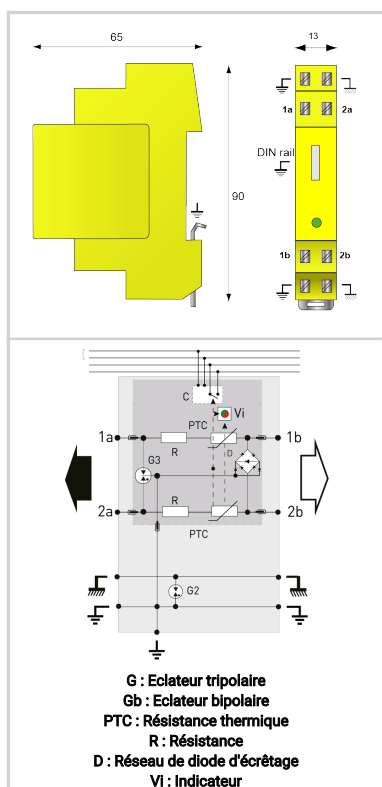 65
13
1a
2a
DIN rail
90
1b
2b
C
Vi
PTC
1a
1b
R
D
G3
R
2a
2b
PTC
G2
G : Eclateur tripolaire
Gb : Eclateur bipolaire
PTC : Résistance thermique
R : Résistance
D : Réseau de diode d'écrêtage
Vi : Indicateur